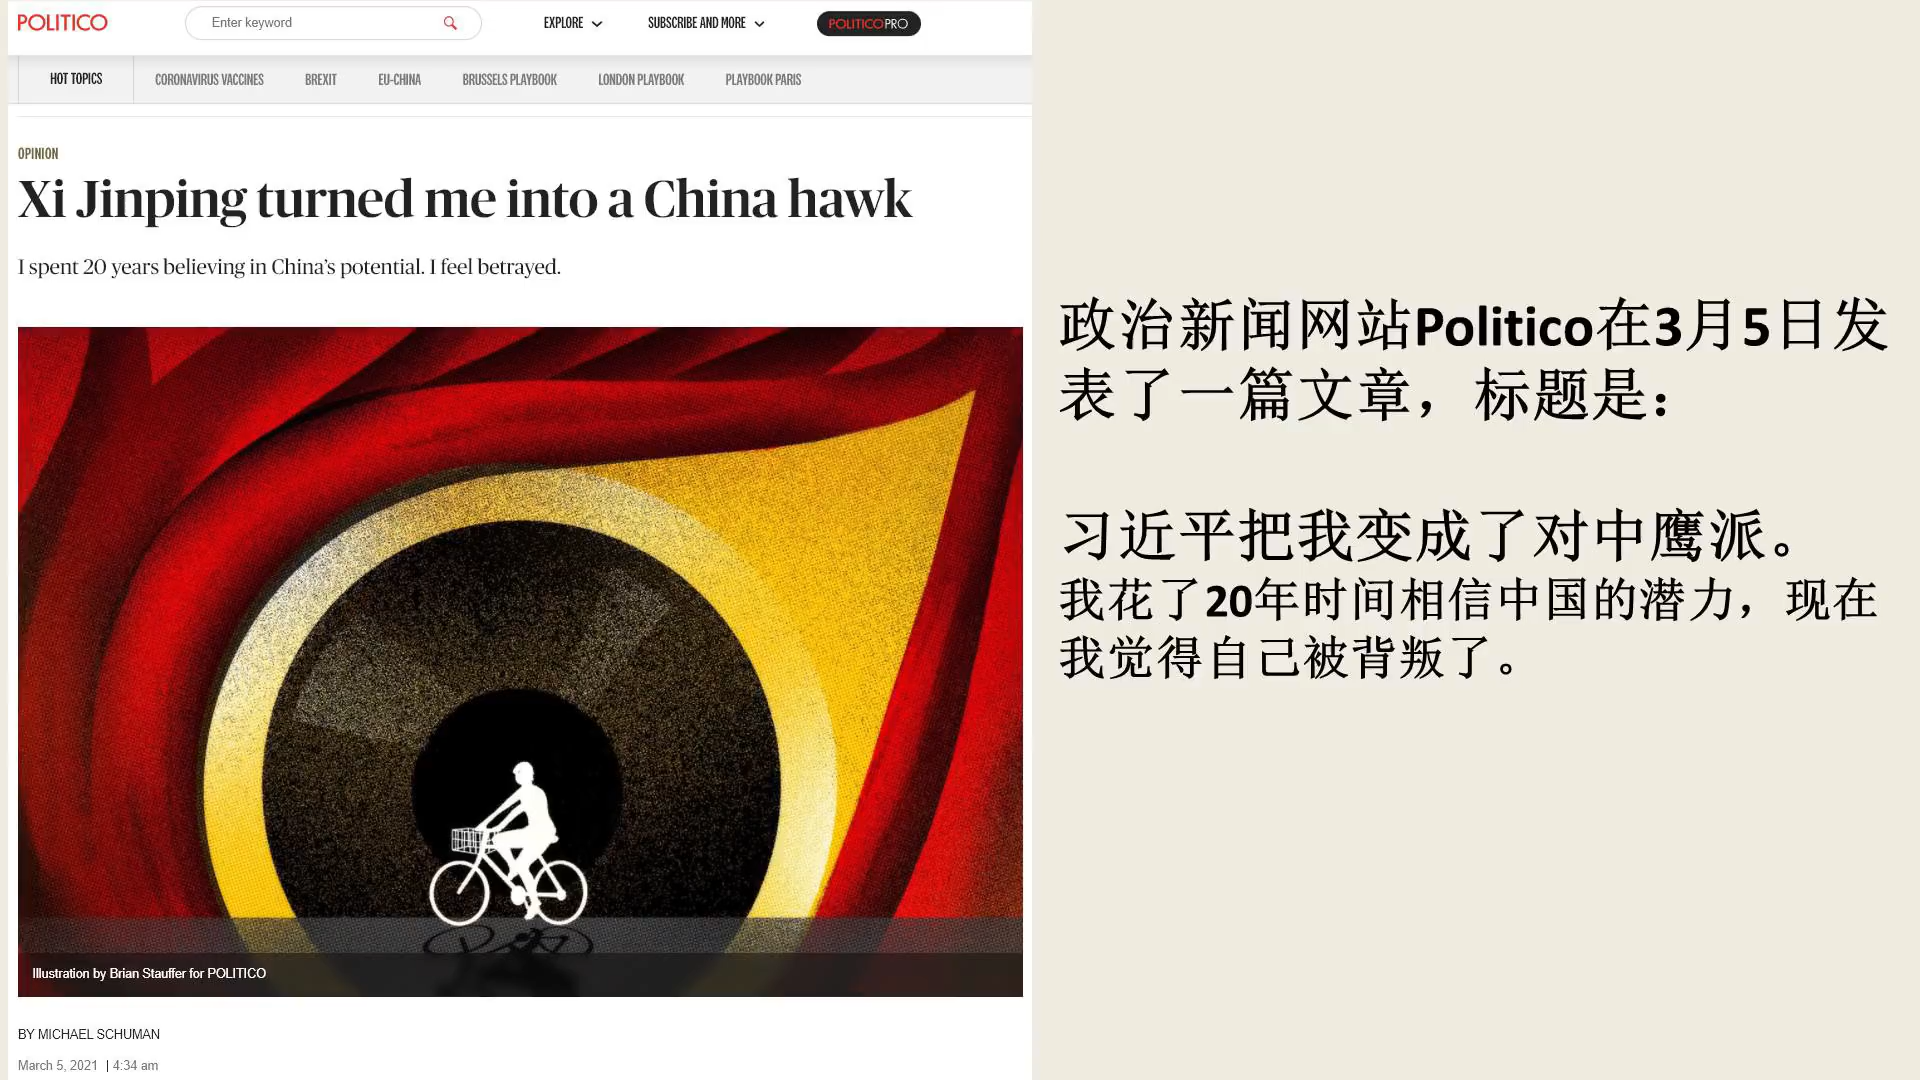 POLITICO
Enter keyword
EXPLORE
SUBSCRIBE AND MORE
POLITICOPRO
HOT TOPICS
CORONAVIRUS VACCINES
BREXIT
EU-CHINA
BRUSSELS PLAYBOOK
LONDON PLAYBOOK
PLAYBOOK PARIS
OPINION
Xi Jinping turned me into a China hawk
I spent 20 years believing in China's potential. I feel betrayed.
Illustration by Brian Stauffer for POLITICO
BY MICHAEL SCHUMAN
March 5, 2021 | 4:34 am
政治新闻网站Politico在3月5日发
表了一篇文章，标题是：
习近平把我变成了对中鹰派。
我花了20年时间相信中国的潜力，现在
我觉得自己被背叛了。